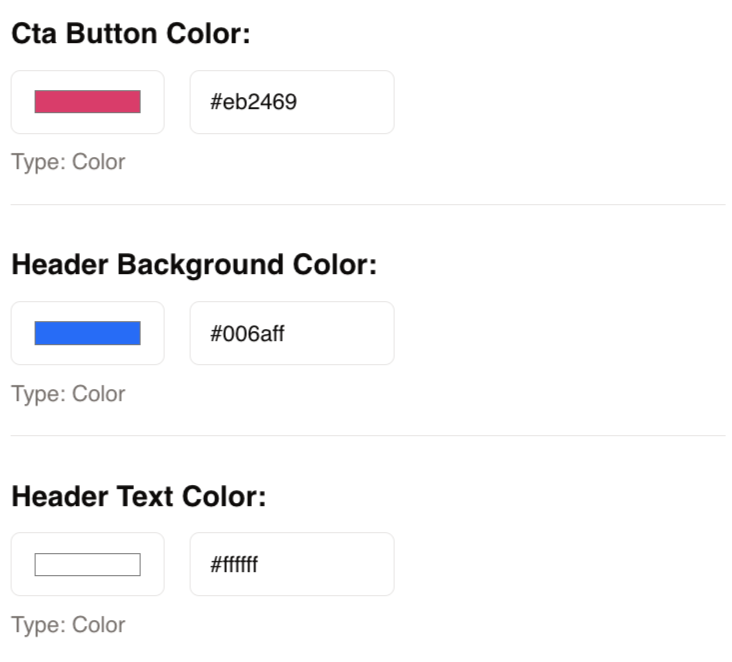 Cta Button Color:
#eb2469
Type: Color
Header Background Color:
#006aff
Type: Color
Header Text Color:
#ffffff
Type: Color